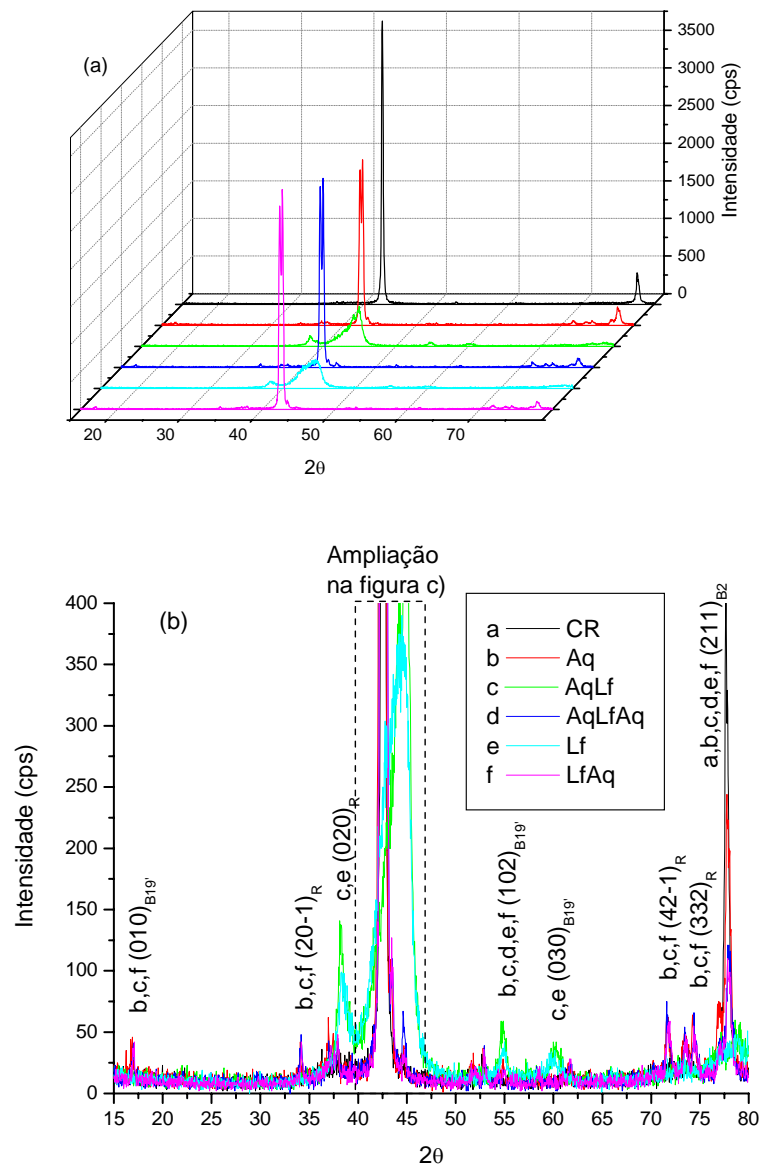 (a)
3500
3000
2500
2000
1500
1000
500
0
Intensidade (cps)
20 30 40 50 60 70
2θ
Ampliação
na figura c)
(b)
400
350
300
250
200
150
100
50
0
Intensidade (cps)
a CR
b Aq
c AqLf
d AqLfAq
e Lf
f LfAq
b,c,f (010)B19'
b,c,f (20-1)R
c,e (020)R
b,c,d,e,f (102)B19'
c,e (030)B19'
b,c,f (42-1)R
b,c,f (332)R
a,b,c,d,e,f (211)B2
15 20 25 30 35 40 45 50 55 60 65 70 75 80
2θ